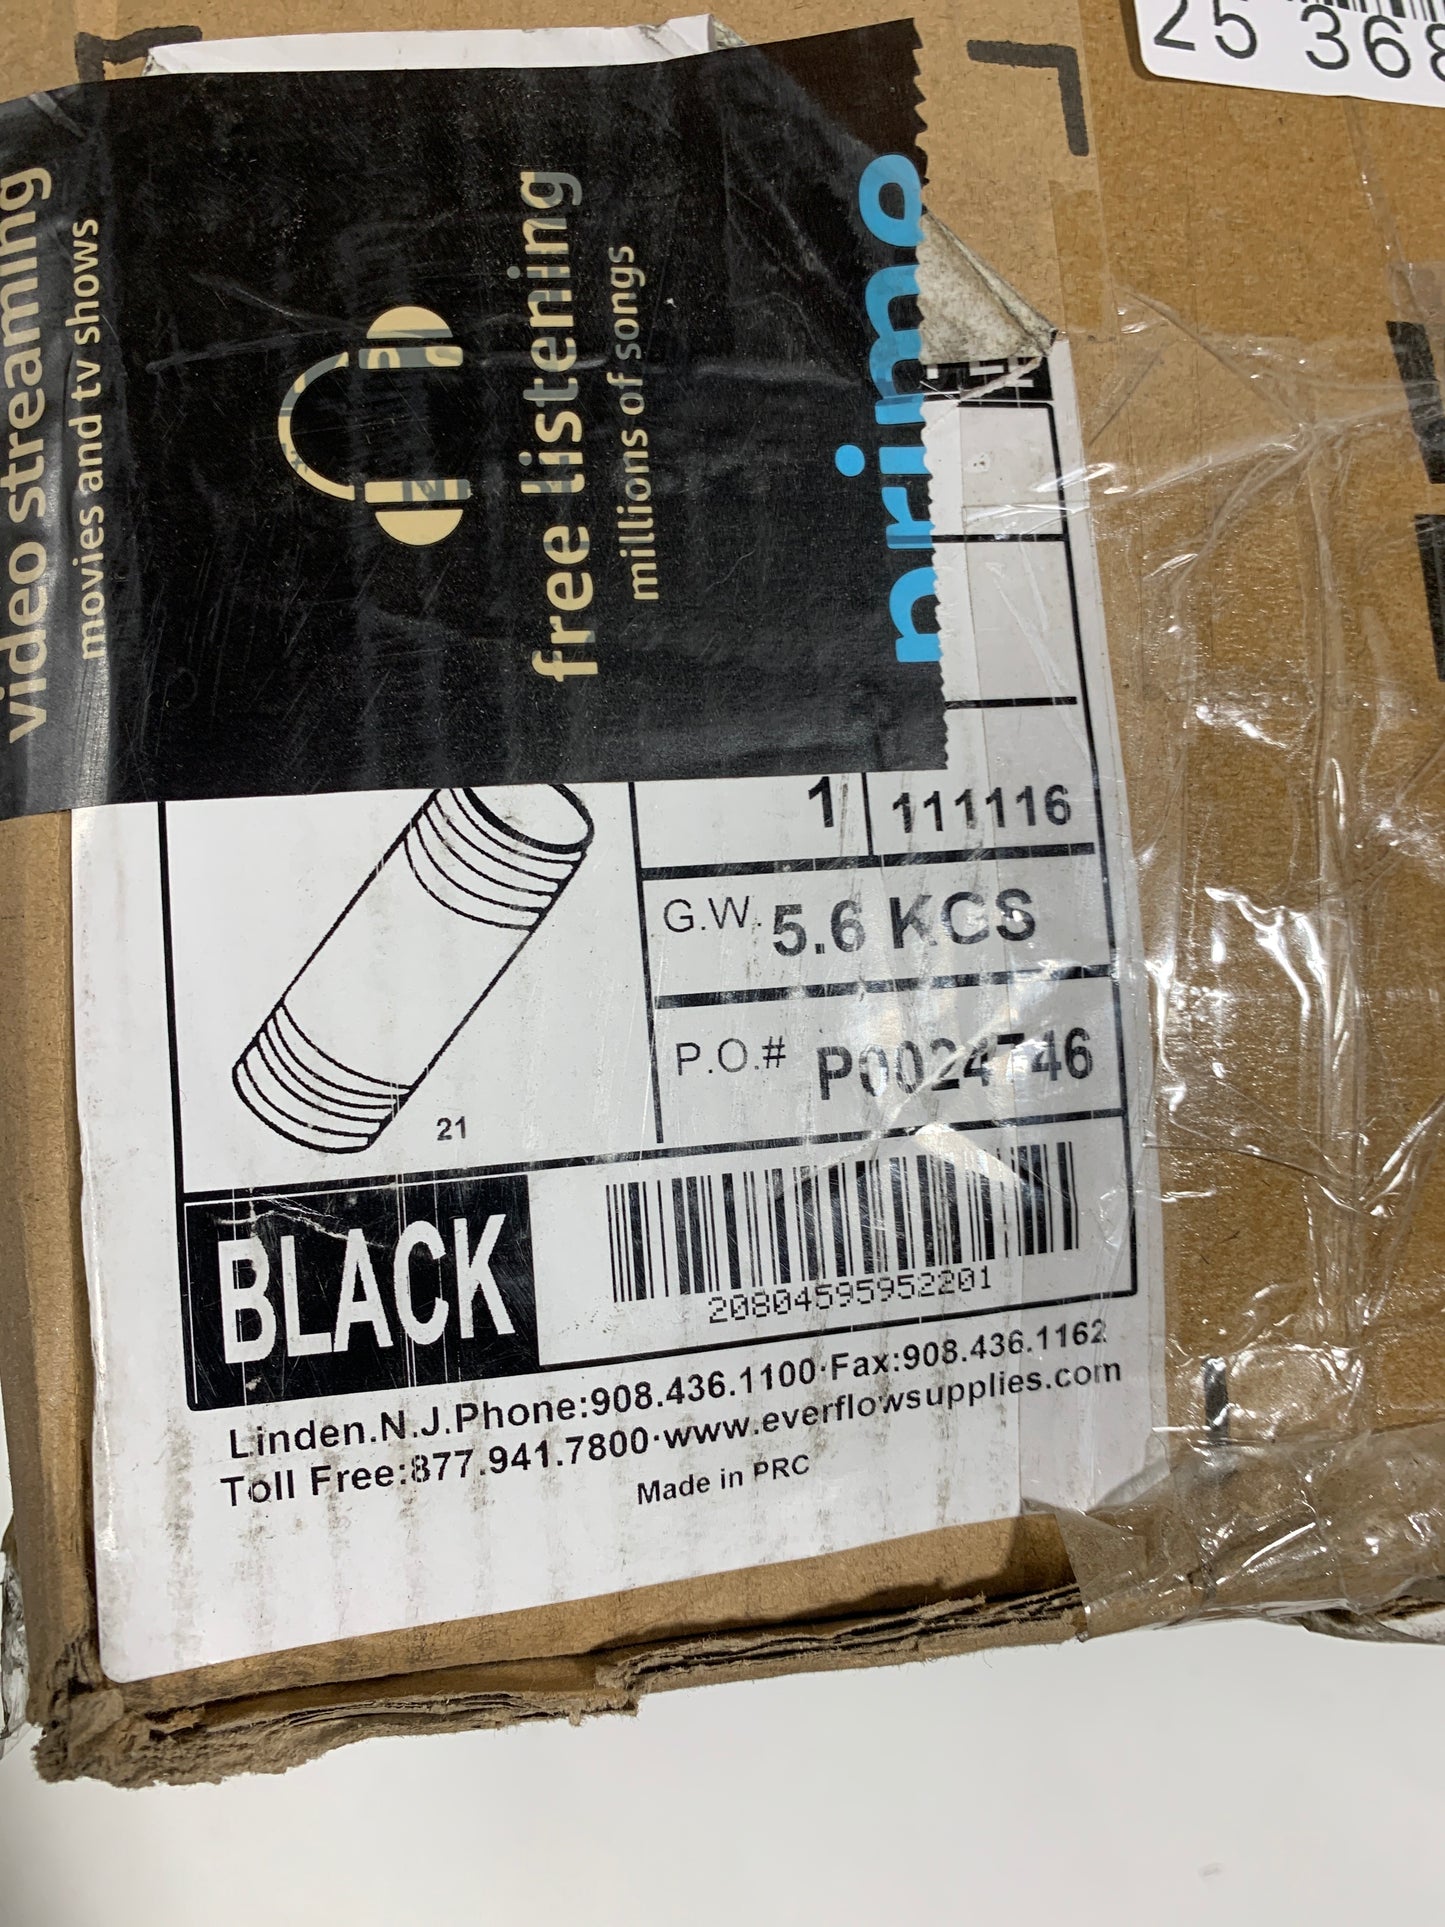 25 368
video streaming
movies and tv shows
free listening
millions of songs
prime
1
111116
G.W. 5.6 KGS
P.O.# P0024746
21
BLACK
20804595952201
Linden.N.J.Phone:908.436.1100·Fax:908.436.1162
Toll Free:877.941.7800·www.everflowsupplies.com
Made in PRC